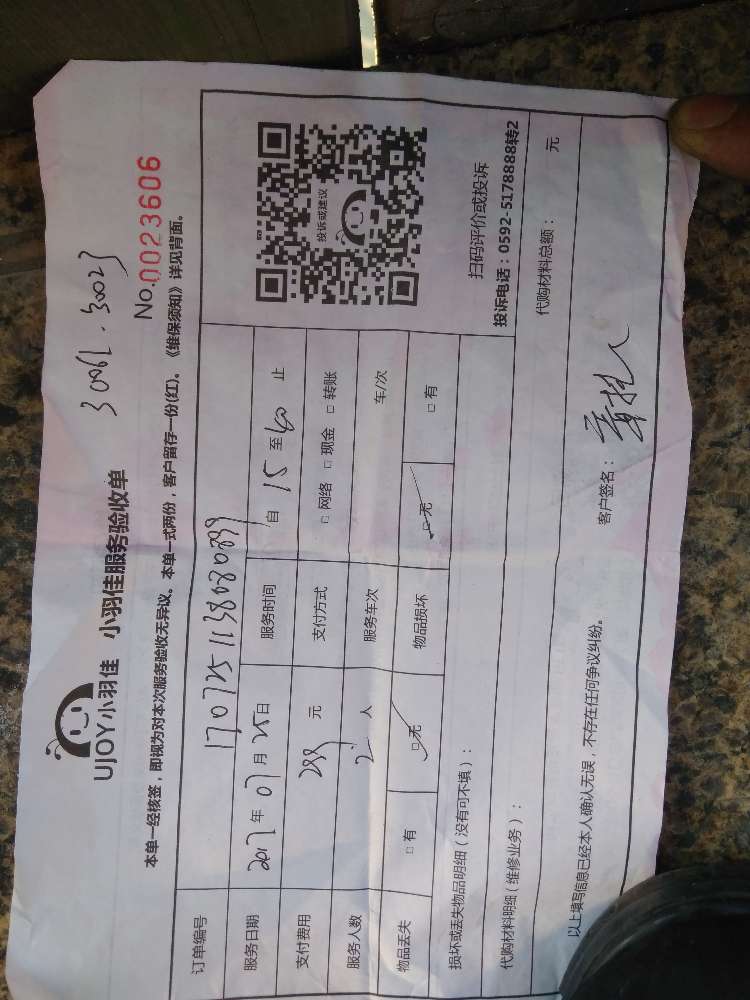 UJOY小羽佳 小羽佳服务验收单
30061.30023
本单一经核签，即视为对本次服务验收无异议。本单一式两份，客户留存一份(红)。《维保须知》详见背面。
No.0023606
订单编号 170725113808089
服务日期 2017年07月25日 服务时间 自 15 至 60 止
支付费用 288 元 支付方式 □网络 □现金 □转账
服务人数 2 人 服务车次 车/次
物品丢失 □有 □无 物品损坏 □无 □有
投诉或建议
扫码评价或投诉
投诉电话：0592-5178888转2
损坏或丢失物品明细（没有可不填）：
代购材料明细（维修业务）：
代购材料总额： 元
以上填写信息已经本人确认无误，不存在任何争议纠纷。
客户签名：